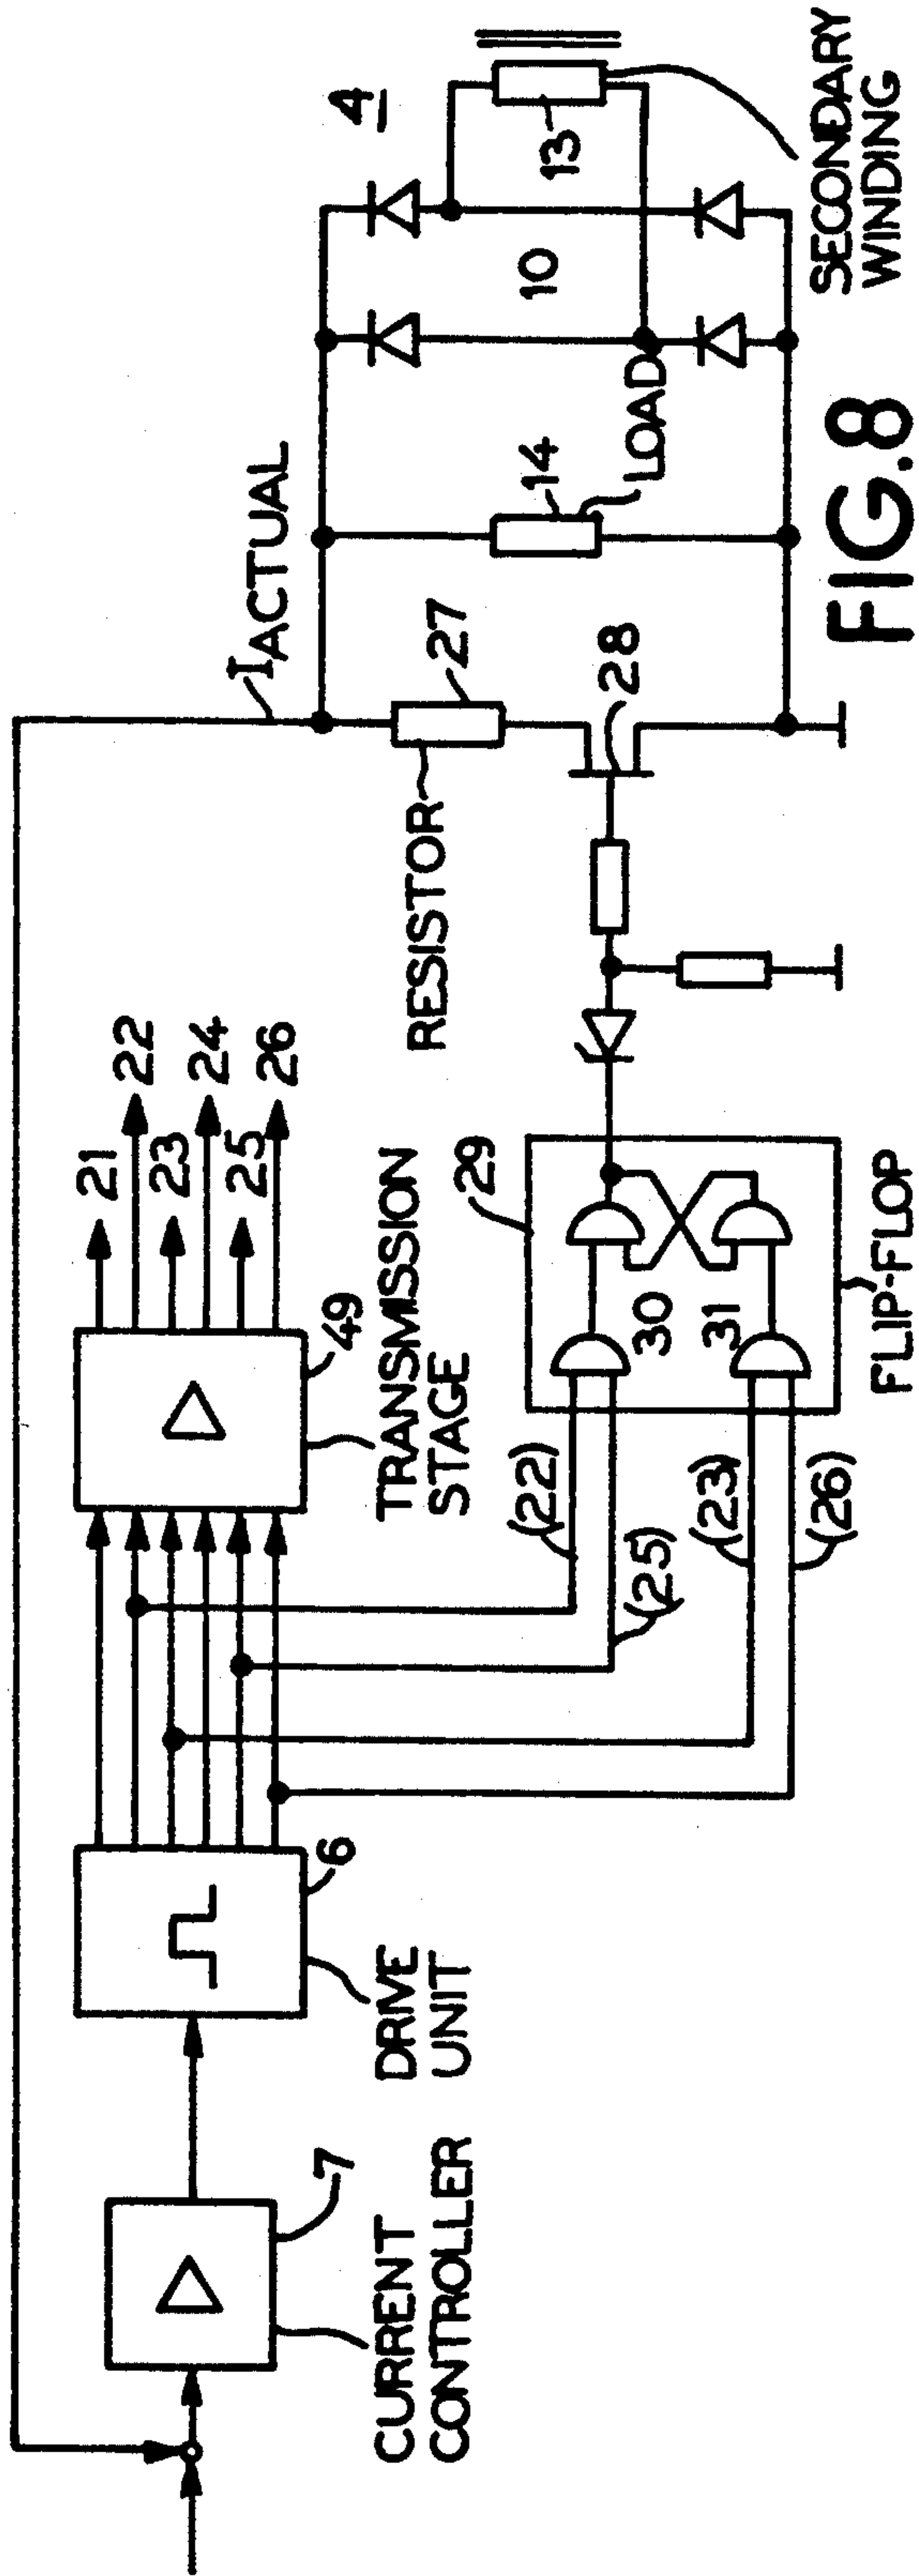 CURRENT
CONTROLLER
7
DRIVE
UNIT
6
TRANSMISSION
STAGE
49
21
22
23
24
25
26
I ACTUAL
RESISTOR
27
28
14
LOAD
10
4
13
SECONDARY
WINDING
(22)
(25)
(23)
(26)
29
30
31
FLIP-FLOP
FIG.8